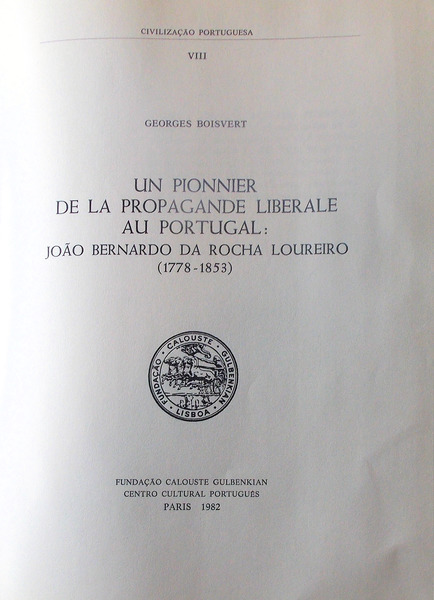 CIVILIZAÇÃO PORTUGUESA
VIII
GEORGES BOISVERT
UN PIONNIER
DE LA PROPAGANDE LIBERALE
AU PORTUGAL:
JOÃO BERNARDO DA ROCHA LOUREIRO
(1778-1853)
FUNDAÇÃO • CALOUSTE • GULBENKIAN • LISBOA •
FUNDAÇÃO CALOUSTE GULBENKIAN
CENTRO CULTURAL PORTUGUÊS
PARIS 1982